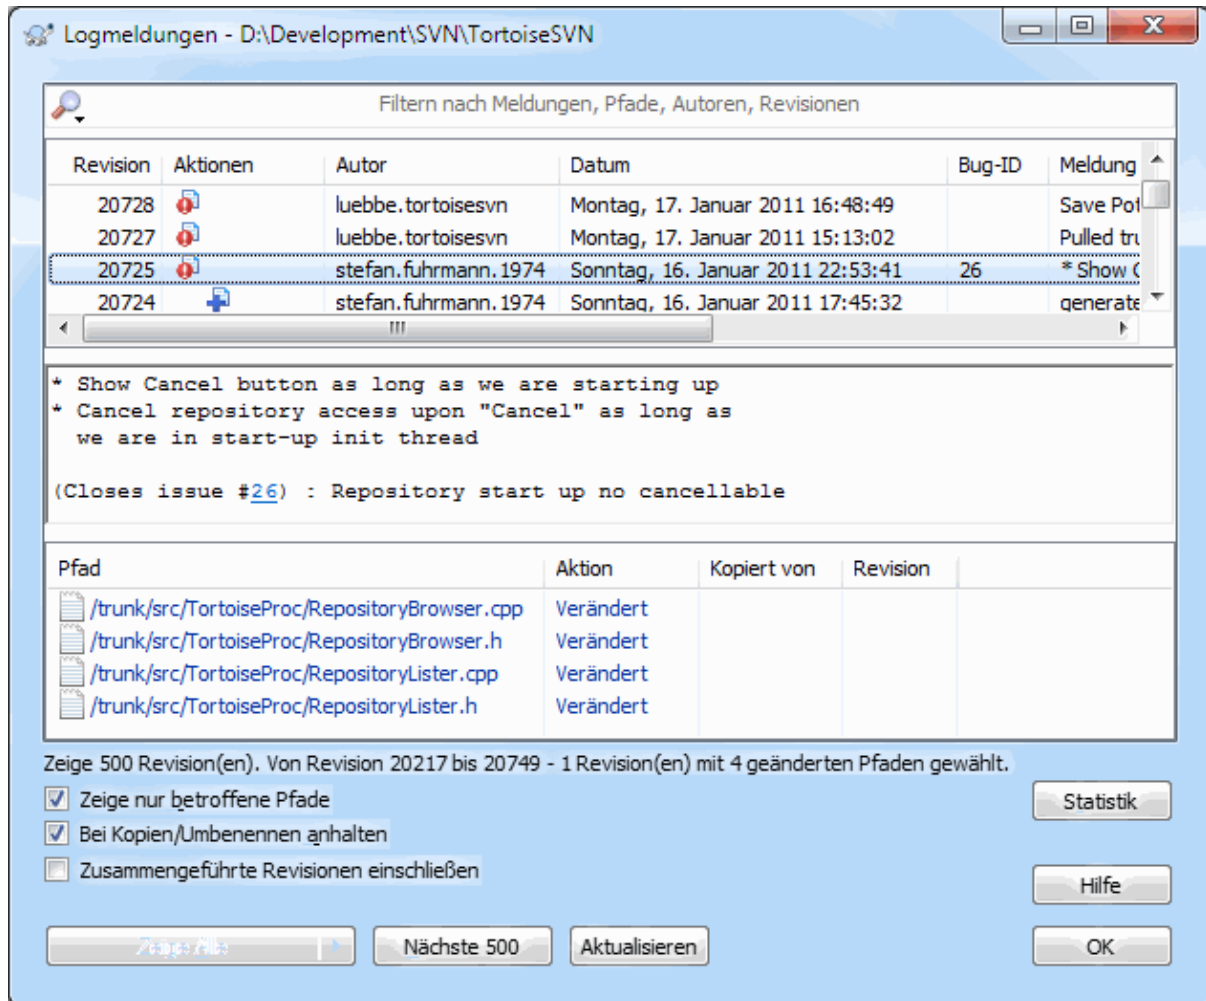 Logmeldungen - D:\Development\SVN\TortoiseSVN
Filtern nach Meldungen, Pfade, Autoren, Revisionen
Revision Aktionen Autor Datum Bug-ID Meldung
20728 luebbe.tortoisesvn Montag, 17. Januar 2011 16:48:49 Save Pot
20727 luebbe.tortoisesvn Montag, 17. Januar 2011 15:13:02 Pulled tru
20725 stefan.fuhrmann.1974 Sonntag, 16. Januar 2011 22:53:41 26 * Show C
20724 stefan.fuhrmann.1974 Sonntag, 16. Januar 2011 17:45:32 generate
* Show Cancel button as long as we are starting up
* Cancel repository access upon "Cancel" as long as
we are in start-up init thread
(Closes issue #26) : Repository start up no cancellable
Pfad Aktion Kopiert von Revision
/trunk/src/TortoiseProc/RepositoryBrowser.cpp Verändert
/trunk/src/TortoiseProc/RepositoryBrowser.h Verändert
/trunk/src/TortoiseProc/RepositoryLister.cpp Verändert
/trunk/src/TortoiseProc/RepositoryLister.h Verändert
Zeige 500 Revision(en). Von Revision 20217 bis 20749 - 1 Revision(en) mit 4 geänderten Pfaden gewählt.
Zeige nur betroffene Pfade
Statistik
Bei Kopien/Umbenennen anhalten
Zusammengeführte Revisionen einschließen
Hilfe
Nächste 500 Aktualisieren OK